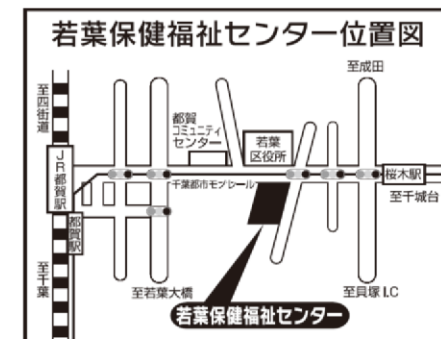 若葉保健福祉センター位置図
至成田
至四街道
都賀
コミュニティ
センター
若葉
区役所
JR都賀駅
千葉都市モノレール
桜木駅
至千城台
都賀駅
至千葉
至若葉大橋
至貝塚IC
若葉保健福祉センター